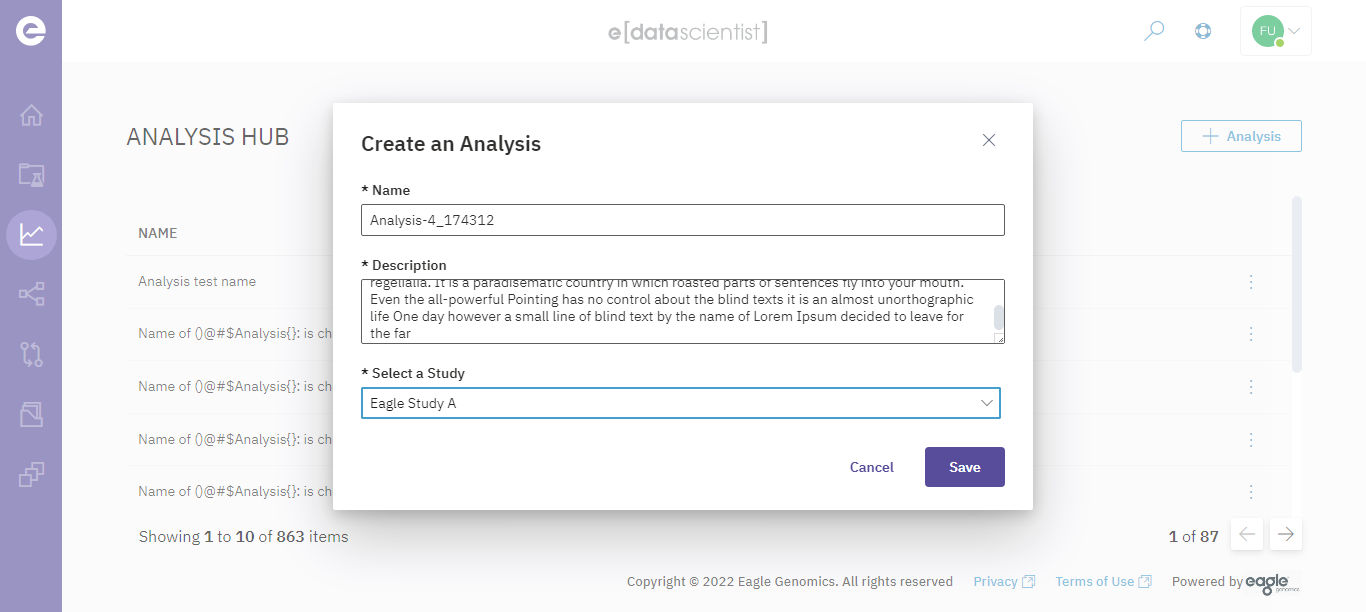 e[datascientist]
FU
ANALYSIS HUB
Analysis
NAME
Analysis test name
Name of ()@#$Analysis{}: is ch
Name of ()@#$Analysis{}: is ch
Name of ()@#$Analysis{}: is ch
Name of ()@#$Analysis{}: is ch
Create an Analysis
* Name
Analysis-4_174312
* Description
regelialia. It is a paradisematic country in which roasted parts of sentences fly into your mouth.
Even the all-powerful Pointing has no control about the blind texts it is an almost unorthographic
life One day however a small line of blind text by the name of Lorem Ipsum decided to leave for
the far
* Select a Study
Eagle Study A
Cancel
Save
Showing 1 to 10 of 863 items
1 of 87
Copyright © 2022 Eagle Genomics. All rights reserved
Privacy
Terms of Use
Powered by eagle genomics